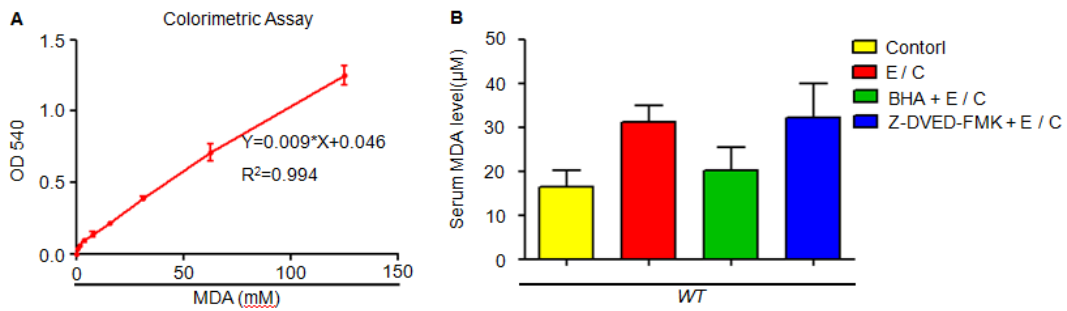 A
Colorimetric Assay
OD 540
1.5
1.0
0.5
0.0
Y=0.009*X+0.046
R²=0.994
0
50
100
150
MDA (mM)
B
Serum MDA level(µM)
50
40
30
20
10
0
WT
Contorl
E / C
BHA + E / C
Z-DVED-FMK + E / C